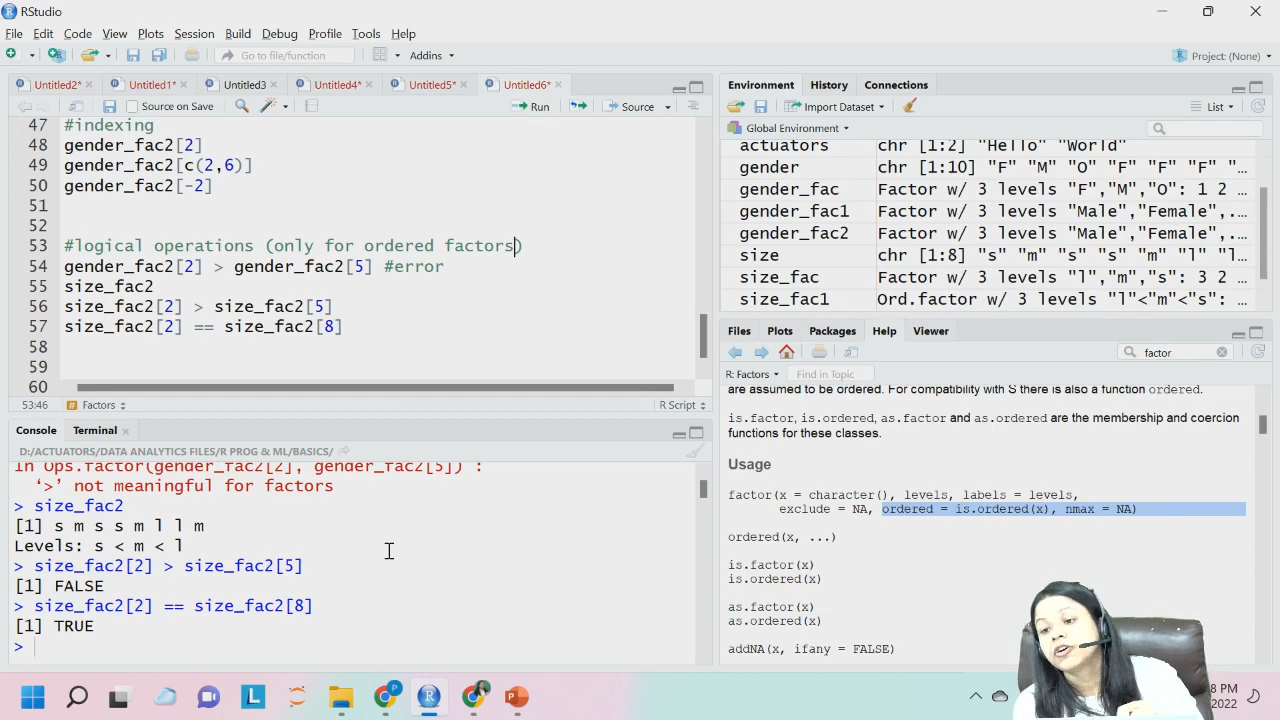 RStudio
File Edit Code View Plots Session Build Debug Profile Tools Help
Go to file/function
Addins
Project: (None)
Untitled2*
Untitled1*
Untitled3
Untitled4*
Untitled5*
Untitled6*
Source on Save
Run
Source
47 #indexing
48 gender_fac2[2]
49 gender_fac2[c(2,6)]
50 gender_fac2[-2]
51
52
53 #logical operations (only for ordered factors)
54 gender_fac2[2] > gender_fac2[5] #error
55 size_fac2
56 size_fac2[2] > size_fac2[5]
57 size_fac2[2] == size_fac2[8]
58
59
60
53:46
Factors
R Script
Console Terminal
D:/ACTUATORS/DATA ANALYTICS FILES/R PROG & ML/BASICS/
In Ops.factor(gender_fac2[2], gender_fac2[5]) :
‘>’ not meaningful for factors
> size_fac2
[1] s m s s m l l m
Levels: s < m < l
> size_fac2[2] > size_fac2[5]
[1] FALSE
> size_fac2[2] == size_fac2[8]
[1] TRUE
>
Environment History Connections
Import Dataset
List
Global Environment
actuators chr [1:2] "Hello" "World"
gender chr [1:10] "F" "M" "O" "F" "F" "F" "…
gender_fac Factor w/ 3 levels "F","M","O": 1 2 …
gender_fac1 Factor w/ 3 levels "Male","Female",..
gender_fac2 Factor w/ 3 levels "Male","Female",..
size chr [1:8] "s" "m" "s" "s" "m" "l" "l…
size_fac Factor w/ 3 levels "l","m","s": 3 2 …
size_fac1 Ord.factor w/ 3 levels "l"<"m"<"s": …
Files Plots Packages Help Viewer
factor
R: Factors
Find in Topic
are assumed to be ordered. For compatibility with S there is also a function ordered.
is.factor, is.ordered, as.factor and as.ordered are the membership and coercion
functions for these classes.
Usage
factor(x = character(), levels, labels = levels,
exclude = NA, ordered = is.ordered(x), nmax = NA)
ordered(x, ...)
is.factor(x)
is.ordered(x)
as.factor(x)
as.ordered(x)
addNA(x, ifany = FALSE)
8 PM
2022